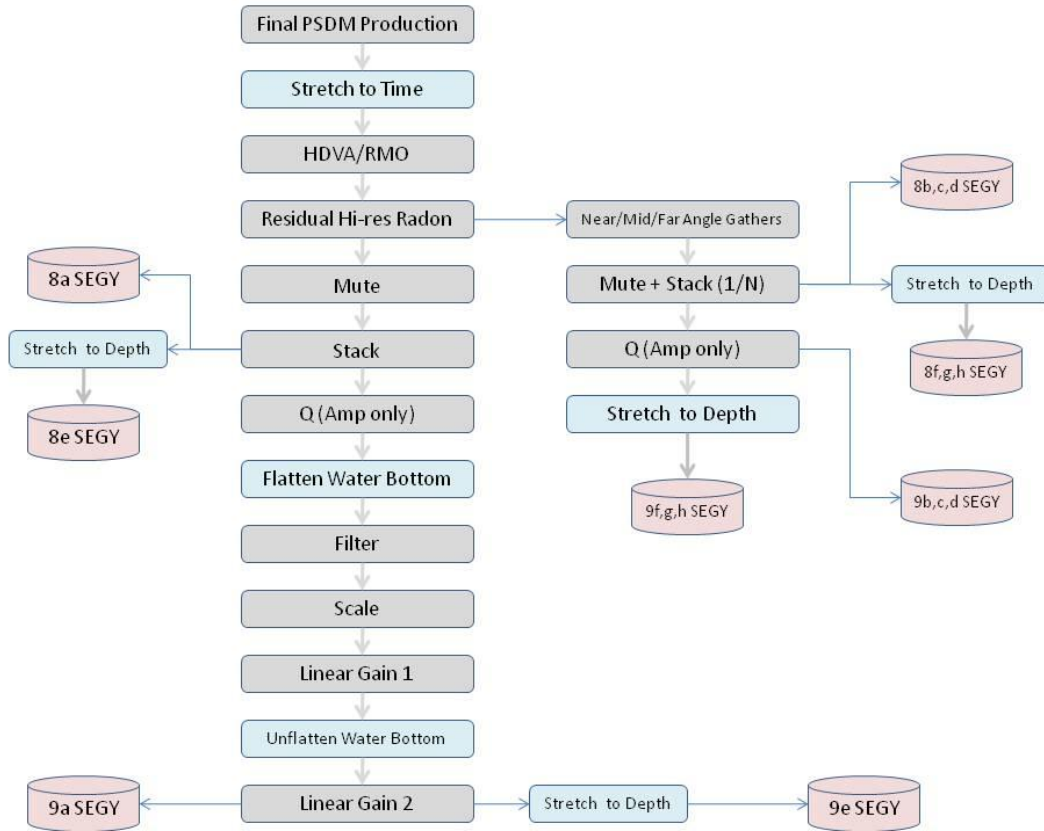 Final PSDM Production
Stretch to Time
HDVA/RMO
Residual Hi-res Radon
Near/Mid/Far Angle Gathers
8b,c,d SEGY
8a SEGY
Mute
Mute + Stack (1/N)
Stretch to Depth
Stretch to Depth
Stack
Q (Amp only)
8f,g,h SEGY
8e SEGY
Q (Amp only)
Stretch to Depth
Flatten Water Bottom
9f,g,h SEGY
9b,c,d SEGY
Filter
Scale
Linear Gain 1
Unflatten Water Bottom
9a SEGY
Linear Gain 2
Stretch to Depth
9e SEGY